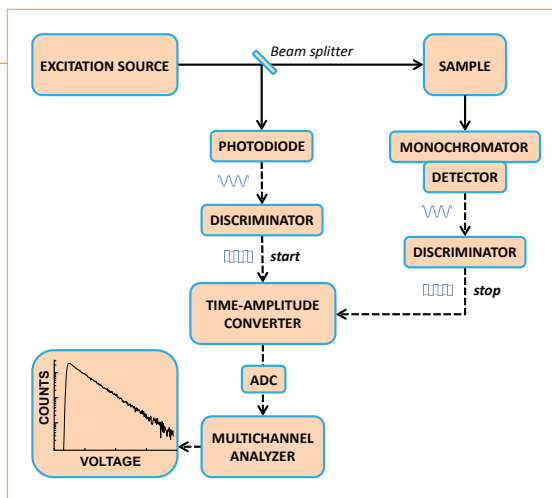 EXCITATION SOURCE
Beam splitter
SAMPLE
PHOTODIODE
MONOCHROMATOR
DETECTOR
DISCRIMINATOR
DISCRIMINATOR
start
stop
TIME-AMPLITUDE
CONVERTER
ADC
COUNTS
VOLTAGE
MULTICHANNEL
ANALYZER